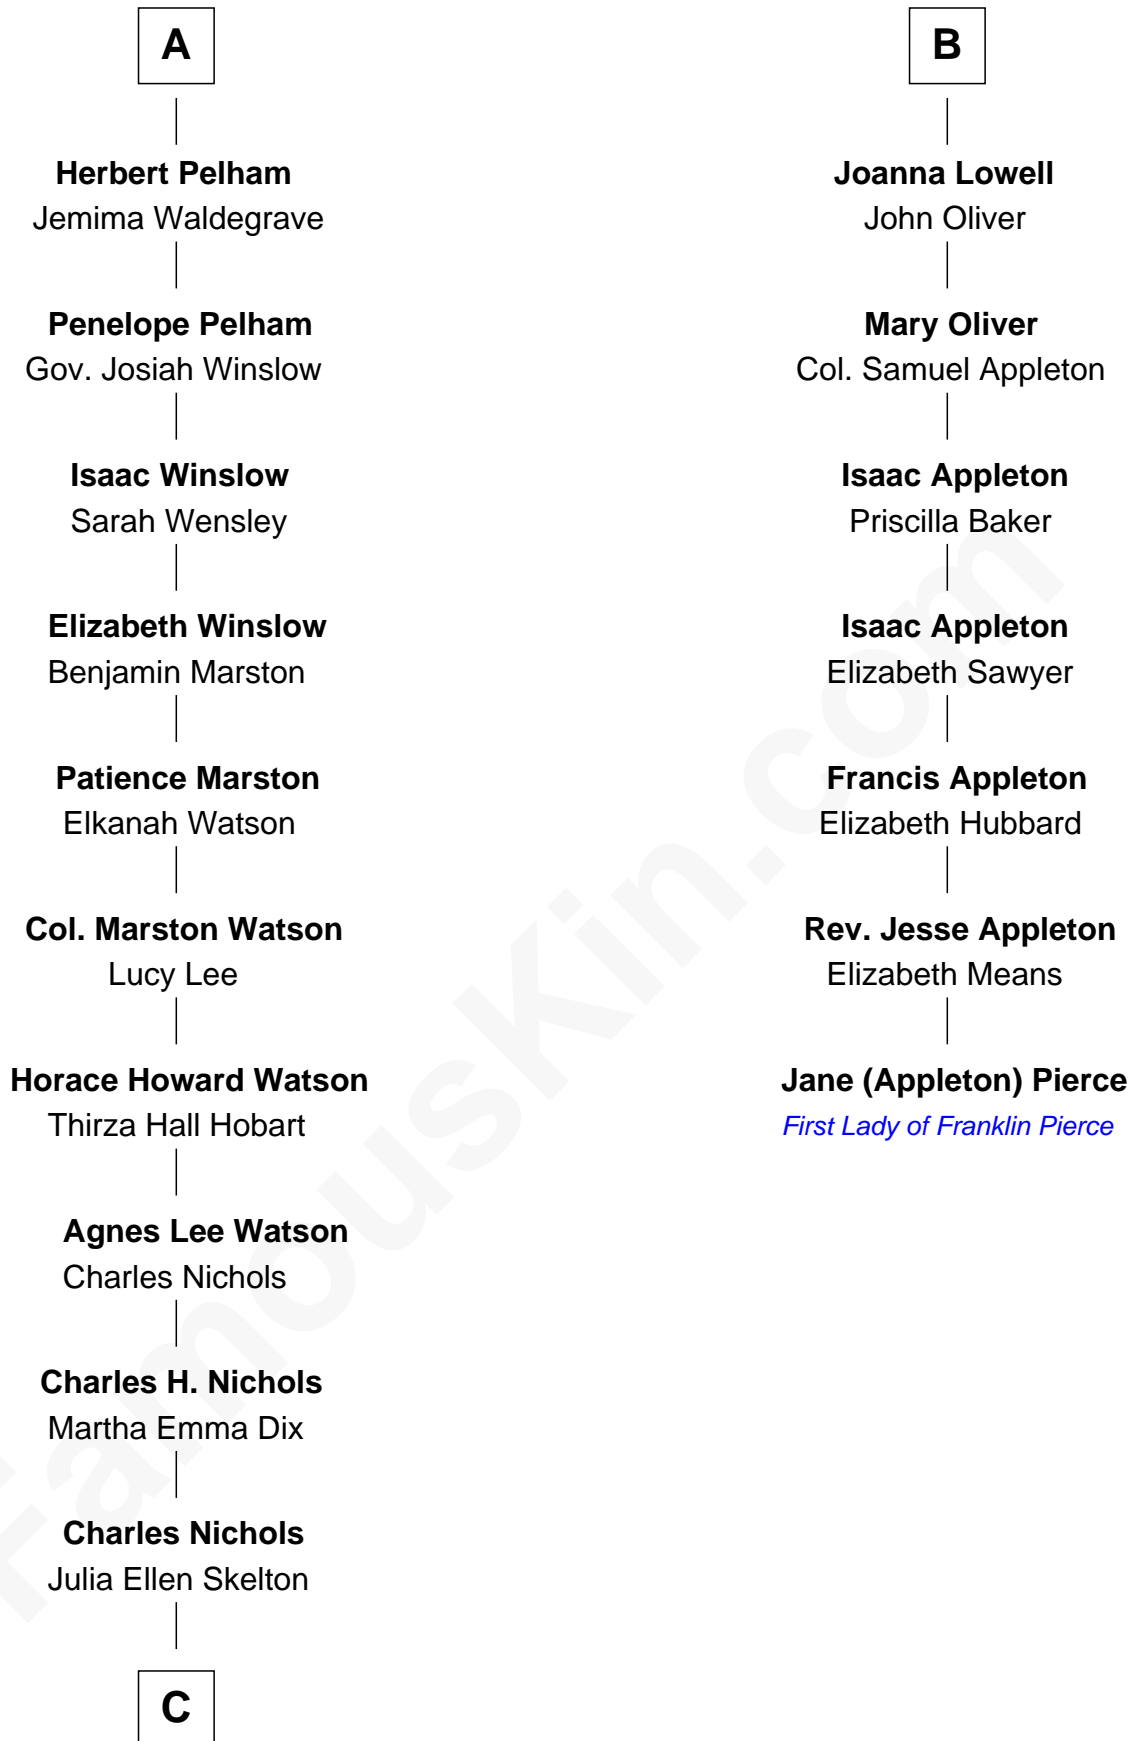 A
Herbert Pelham
Jemima Waldegrave
Penelope Pelham
Gov. Josiah Winslow
Isaac Winslow
Sarah Wensley
Elizabeth Winslow
Benjamin Marston
Patience Marston
Elkanah Watson
Col. Marston Watson
Lucy Lee
Horace Howard Watson
Thirza Hall Hobart
Agnes Lee Watson
Charles Nichols
Charles H. Nichols
Martha Emma Dix
Charles Nichols
Julia Ellen Skelton
C
B
Joanna Lowell
John Oliver
Mary Oliver
Col. Samuel Appleton
Isaac Appleton
Priscilla Baker
Isaac Appleton
Elizabeth Sawyer
Francis Appleton
Elizabeth Hubbard
Rev. Jesse Appleton
Elizabeth Means
Jane (Appleton) Pierce
First Lady of Franklin Pierce
FamousKin.com